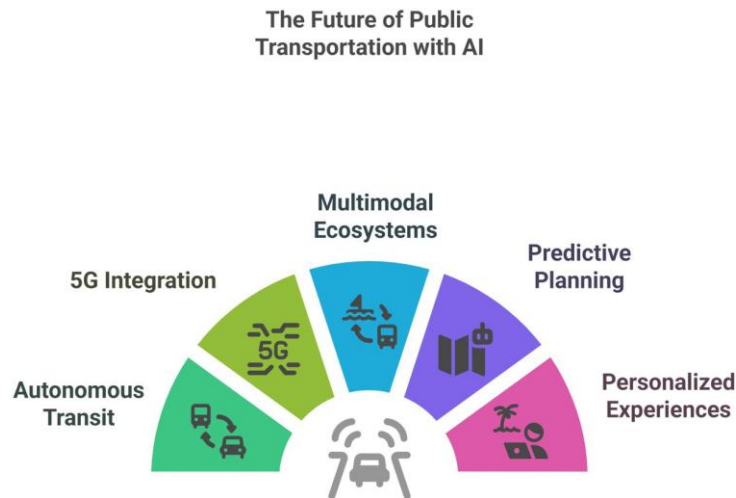 The Future of Public
Transportation with AI
Multimodal
Ecosystems
Predictive
Planning
5G Integration
5G
Autonomous
Transit
Personalized
Experiences